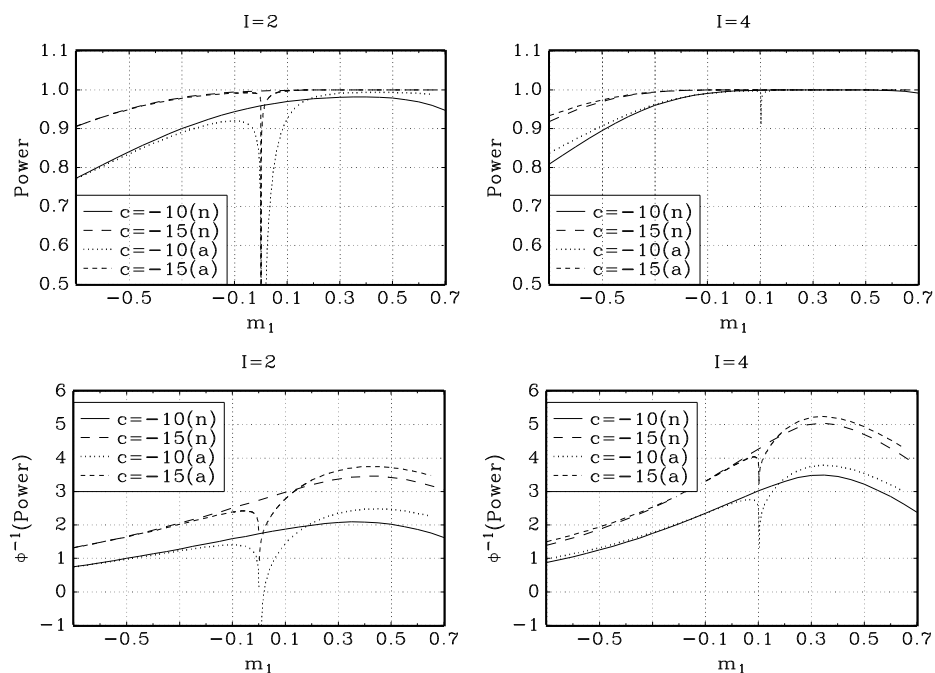 I=2
1.1
1.0
0.9
0.8
0.7
0.6
0.5
Power
c=−10(n)
c=−15(n)
c=−10(a)
c=−15(a)
−0.5 −0.1 0.1 0.3 0.5 0.7
m1
I=4
1.1
1.0
0.9
0.8
0.7
0.6
0.5
Power
c=−10(n)
c=−15(n)
c=−10(a)
c=−15(a)
−0.5 −0.1 0.1 0.3 0.5 0.7
m1
I=2
6
5
4
3
2
1
0
−1
ϕ−1(Power)
c=−10(n)
c=−15(n)
c=−10(a)
c=−15(a)
−0.5 −0.1 0.1 0.3 0.5 0.7
m1
I=4
6
5
4
3
2
1
0
−1
ϕ−1(Power)
c=−10(n)
c=−15(n)
c=−10(a)
c=−15(a)
−0.5 −0.1 0.1 0.3 0.5 0.7
m1